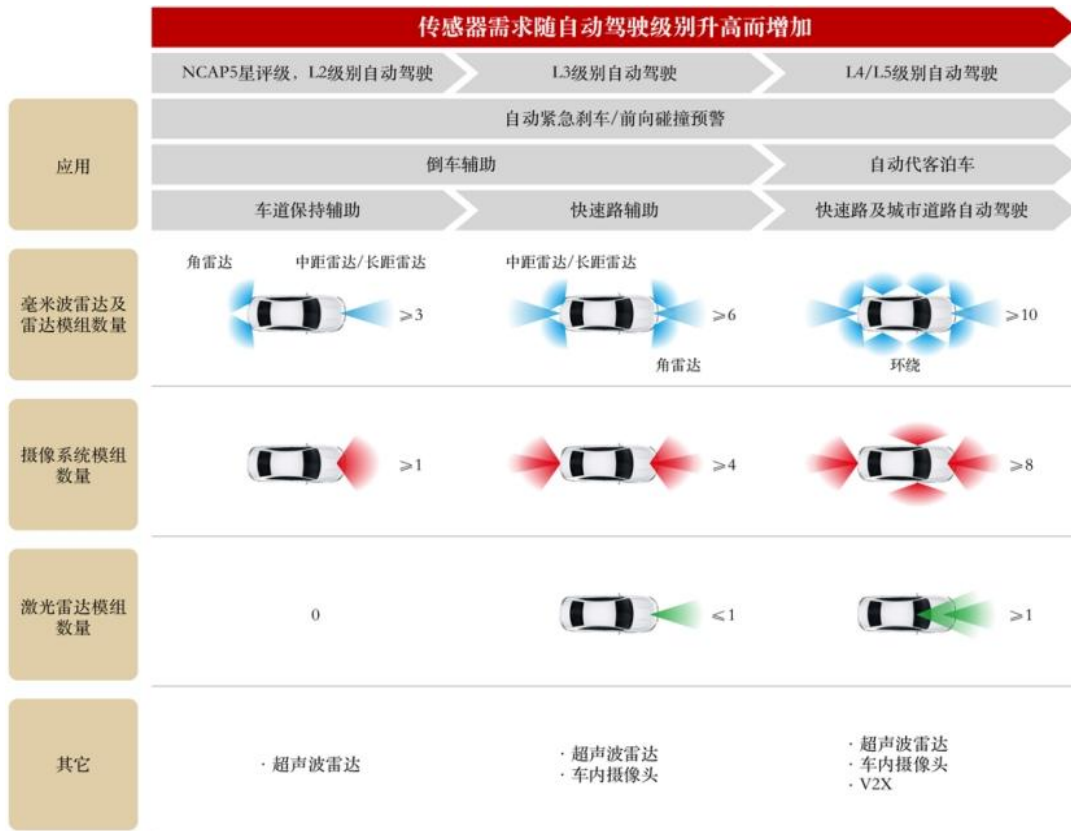 传感器需求随自动驾驶级别升高而增加
NCAP5星评级，L2级别自动驾驶
L3级别自动驾驶
L4/L5级别自动驾驶
应用
自动紧急刹车/前向碰撞预警
倒车辅助
自动代客泊车
车道保持辅助
快速路辅助
快速路及城市道路自动驾驶
毫米波雷达及
雷达模组数量
角雷达
中距雷达/长距雷达
≥3
中距雷达/长距雷达
≥6
角雷达
≥10
环绕
摄像系统模组
数量
≥1
≥4
≥8
激光雷达模组
数量
0
≤1
≥1
其它
· 超声波雷达
· 超声波雷达
· 车内摄像头
· 超声波雷达
· 车内摄像头
· V2X